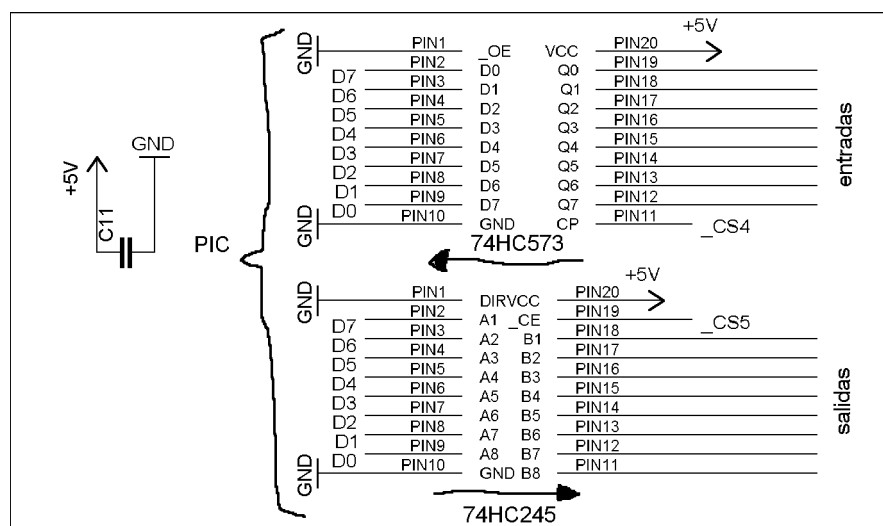 +5V
GND PIN1 _OE VCC PIN20
PIN2 D0 Q0 PIN19
D7 PIN3 D1 Q1 PIN18
D6 PIN4 D2 Q2 PIN17
D5 PIN5 D3 Q3 PIN16
D4 PIN6 D4 Q4 PIN15
D3 PIN7 D5 Q5 PIN14
D2 PIN8 D6 Q6 PIN13
D1 PIN9 D7 Q7 PIN12
D0
GND PIN10 GND CP PIN11 _CS4
entradas
74HC573
GND
+5V
C11
PIC
+5V
GND PIN1 DIRVCC PIN20
PIN2 A1 _CE PIN19 _CS5
D7 PIN3 A2 B1 PIN18
D6 PIN4 A3 B2 PIN17
D5 PIN5 A4 B3 PIN16
D4 PIN6 A5 B4 PIN15
D3 PIN7 A6 B5 PIN14
D2 PIN8 A7 B6 PIN13
D1 PIN9 A8 B7 PIN12
D0
GND PIN10 GND B8 PIN11
salidas
74HC245